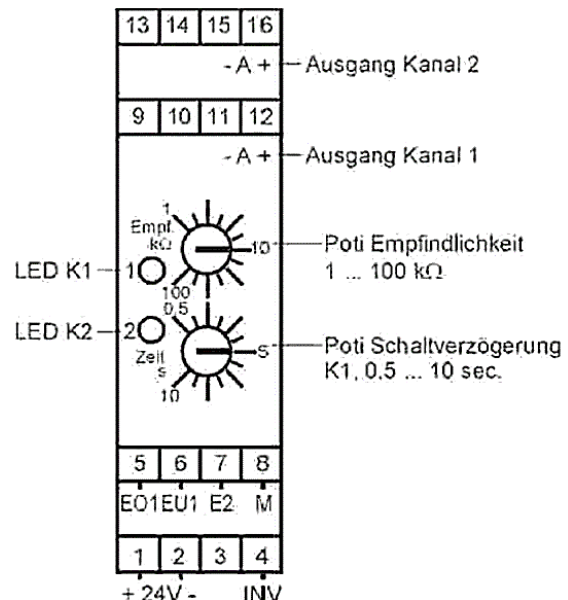 13 14 15 16
- A + Ausgang Kanal 2
9 10 11 12
- A + Ausgang Kanal 1
1
Empf.
kΩ
10
Poti Empfindlichkeit
1 ... 100 kΩ
LED K1 1
100
0,5
LED K2 2
Zeit
s
10
5
Poti Schaltverzögerung
K1, 0,5 ... 10 sec.
5 6 7 8
EO1 EU1 E2 M
1 2 3 4
+ 24V - INV